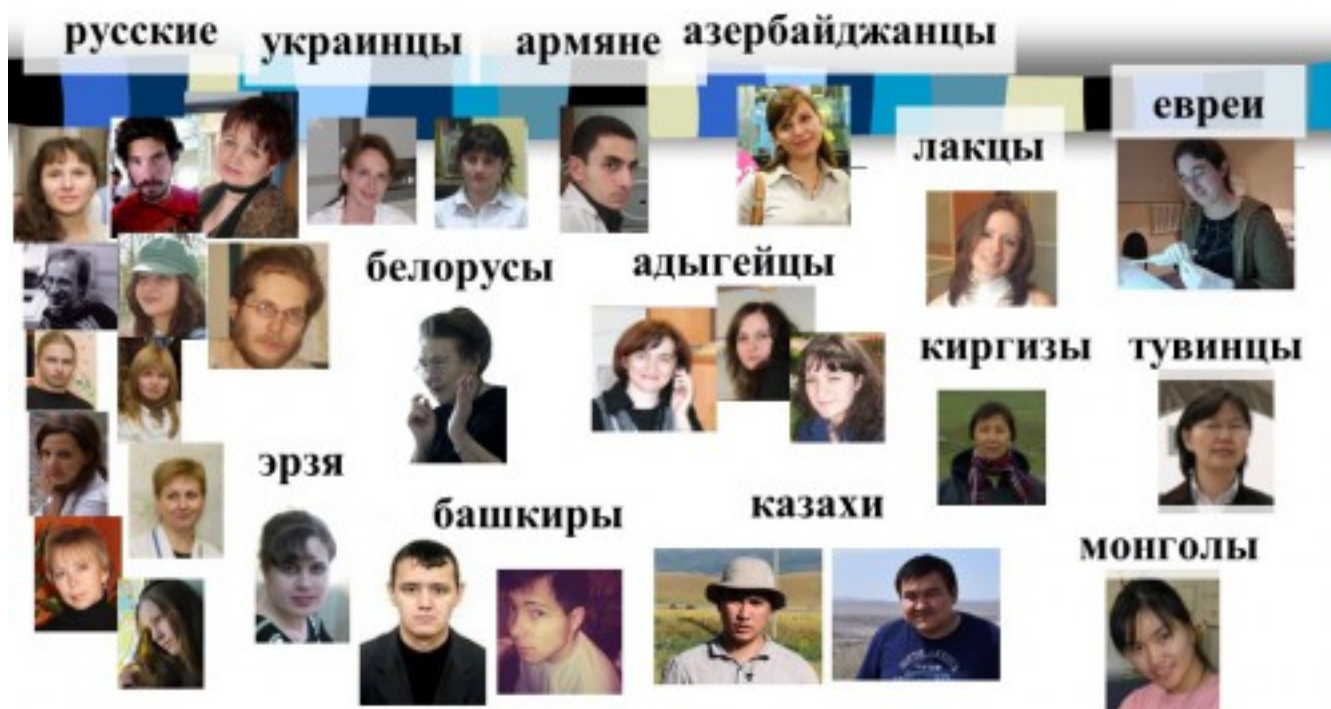 русские
украинцы
армяне
азербайджанцы
евреи
лакцы
белорусы
адыгейцы
киргизы
тувинцы
эрзя
башкиры
казахи
монголы